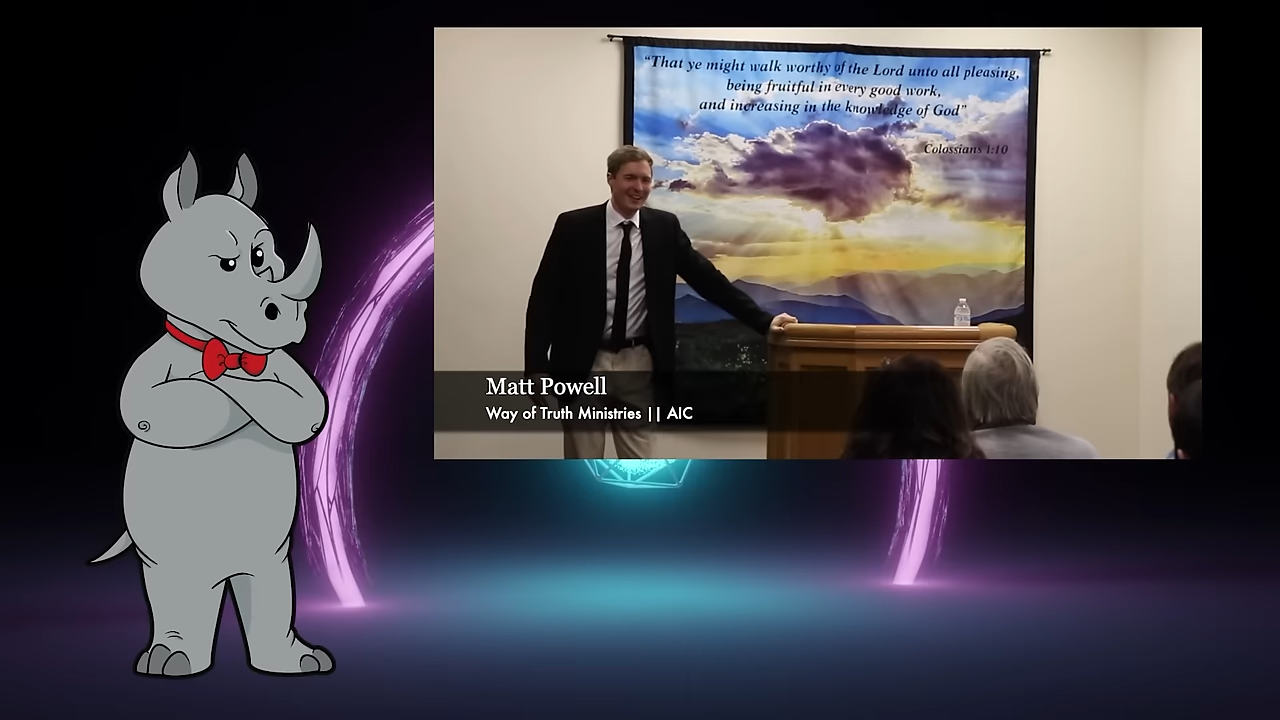 “That ye might walk worthy of the Lord unto all pleasing,
being fruitful in every good work,
and increasing in the knowledge of God”
Colossians 1:10
Matt Powell
Way of Truth Ministries || AIC